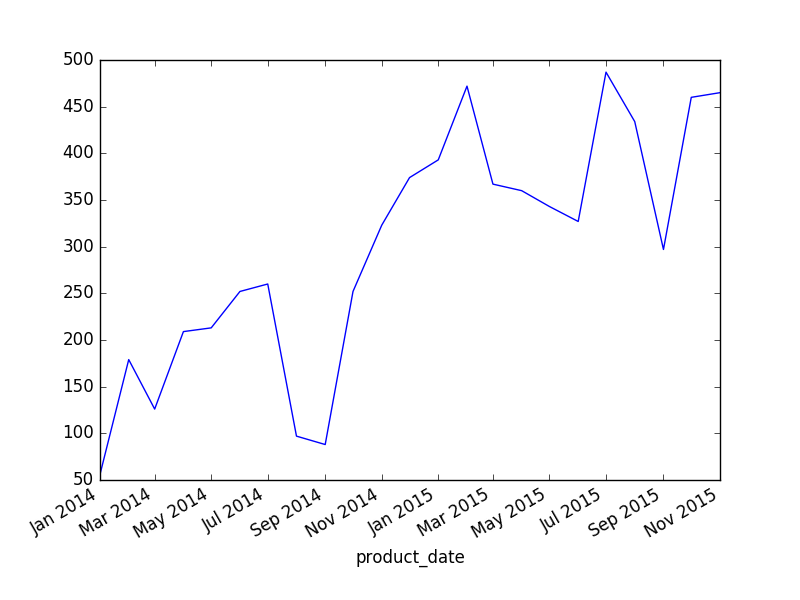 500
450
400
350
300
250
200
150
100
50
Jan 2014
Mar 2014
May 2014
Jul 2014
Sep 2014
Nov 2014
Jan 2015
Mar 2015
May 2015
Jul 2015
Sep 2015
Nov 2015
product_date